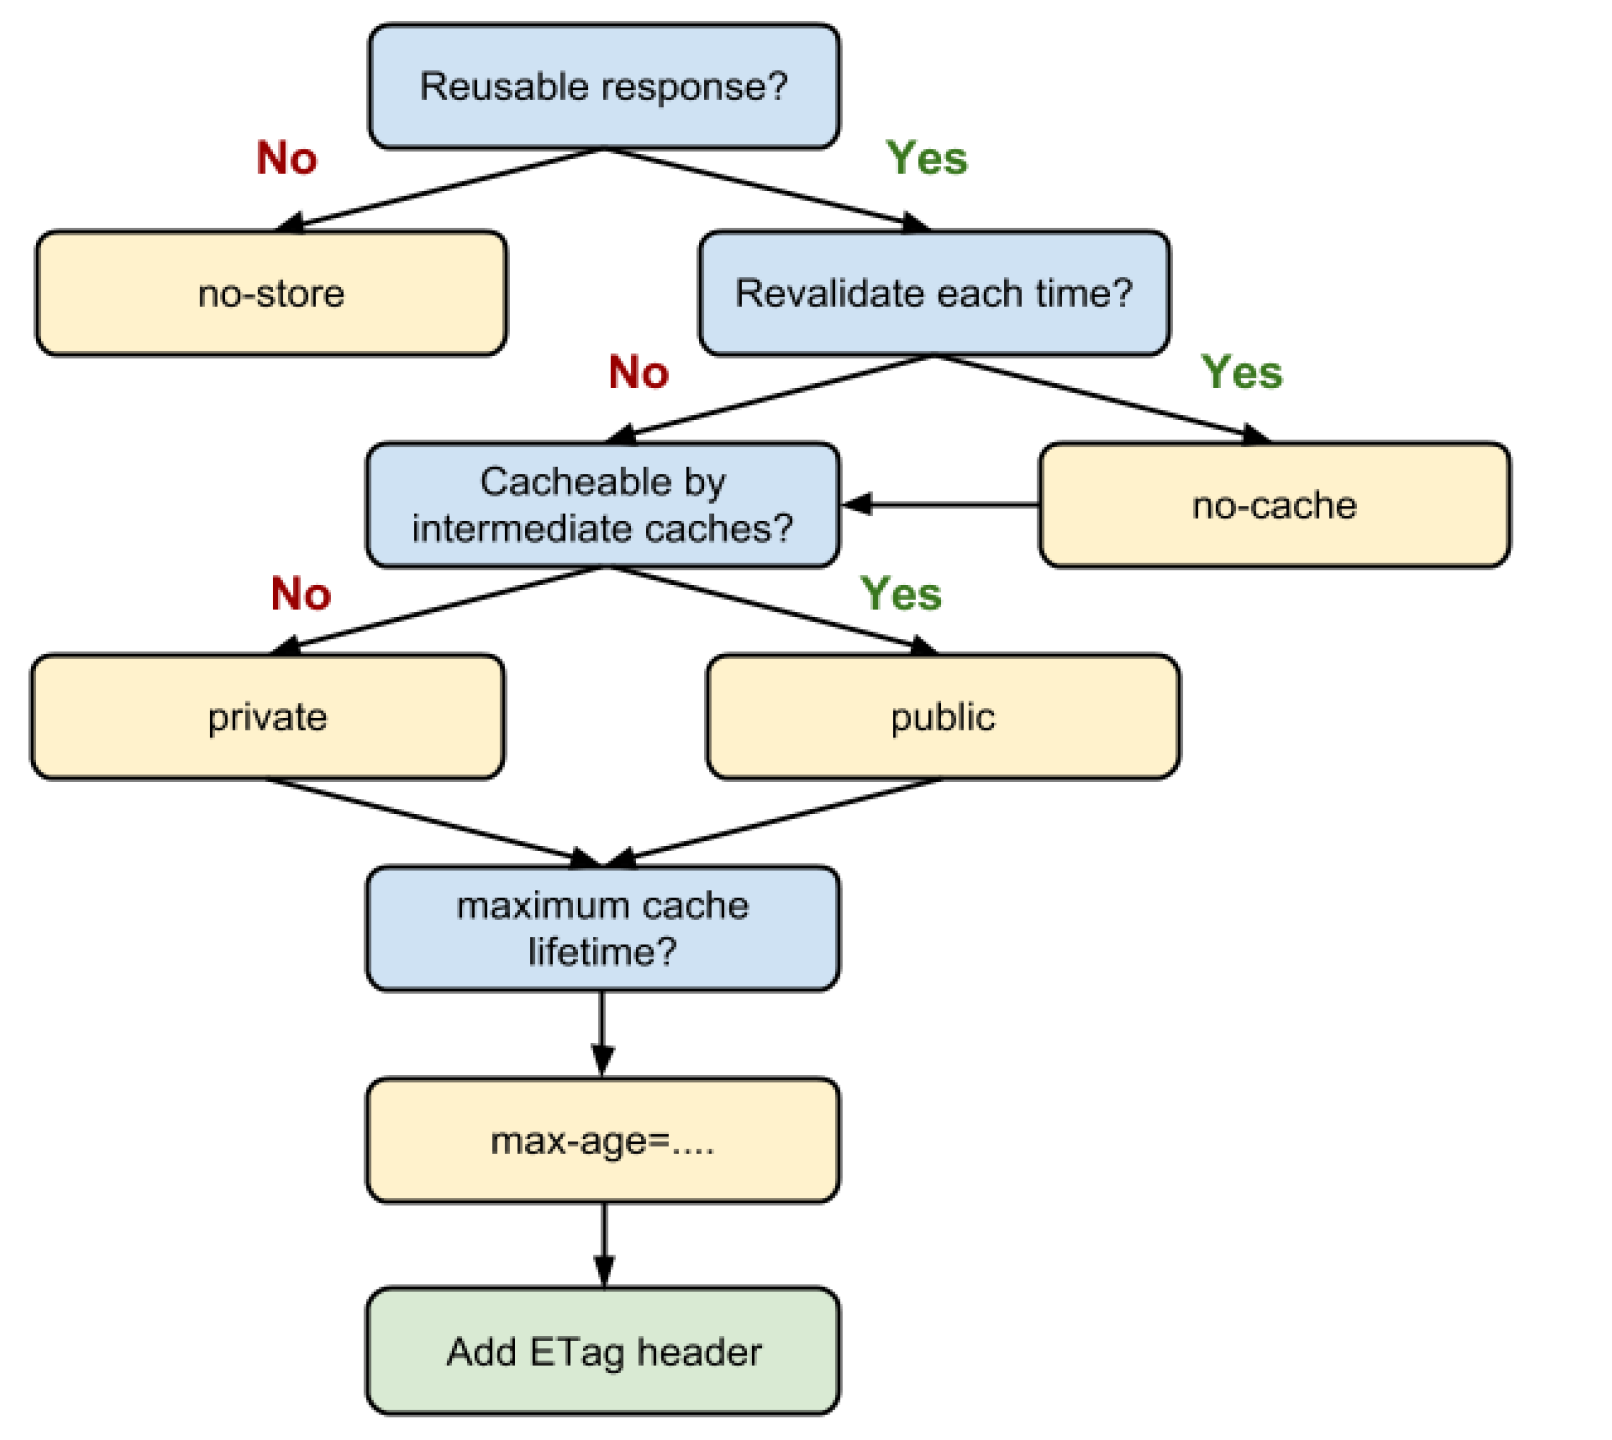 Reusable response?
No
Yes
no-store
Revalidate each time?
No
Yes
Cacheable by
intermediate caches?
no-cache
No
Yes
private
public
maximum cache
lifetime?
max-age=....
Add ETag header